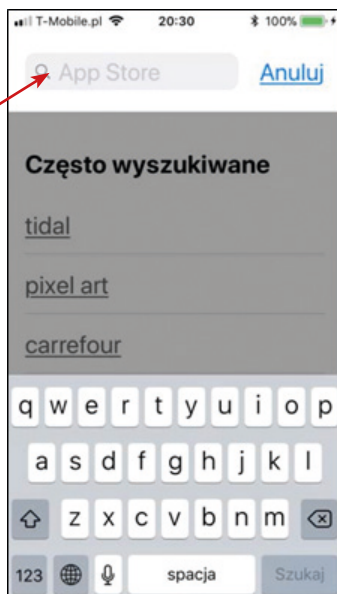 T-Mobile.pl 20:30 100%
App Store Anuluj
Często wyszukiwane
tidal
pixel art
carrefour
q w e r t y u i o p
a s d f g h j k l
z x c v b n m
123 spacja Szukaj